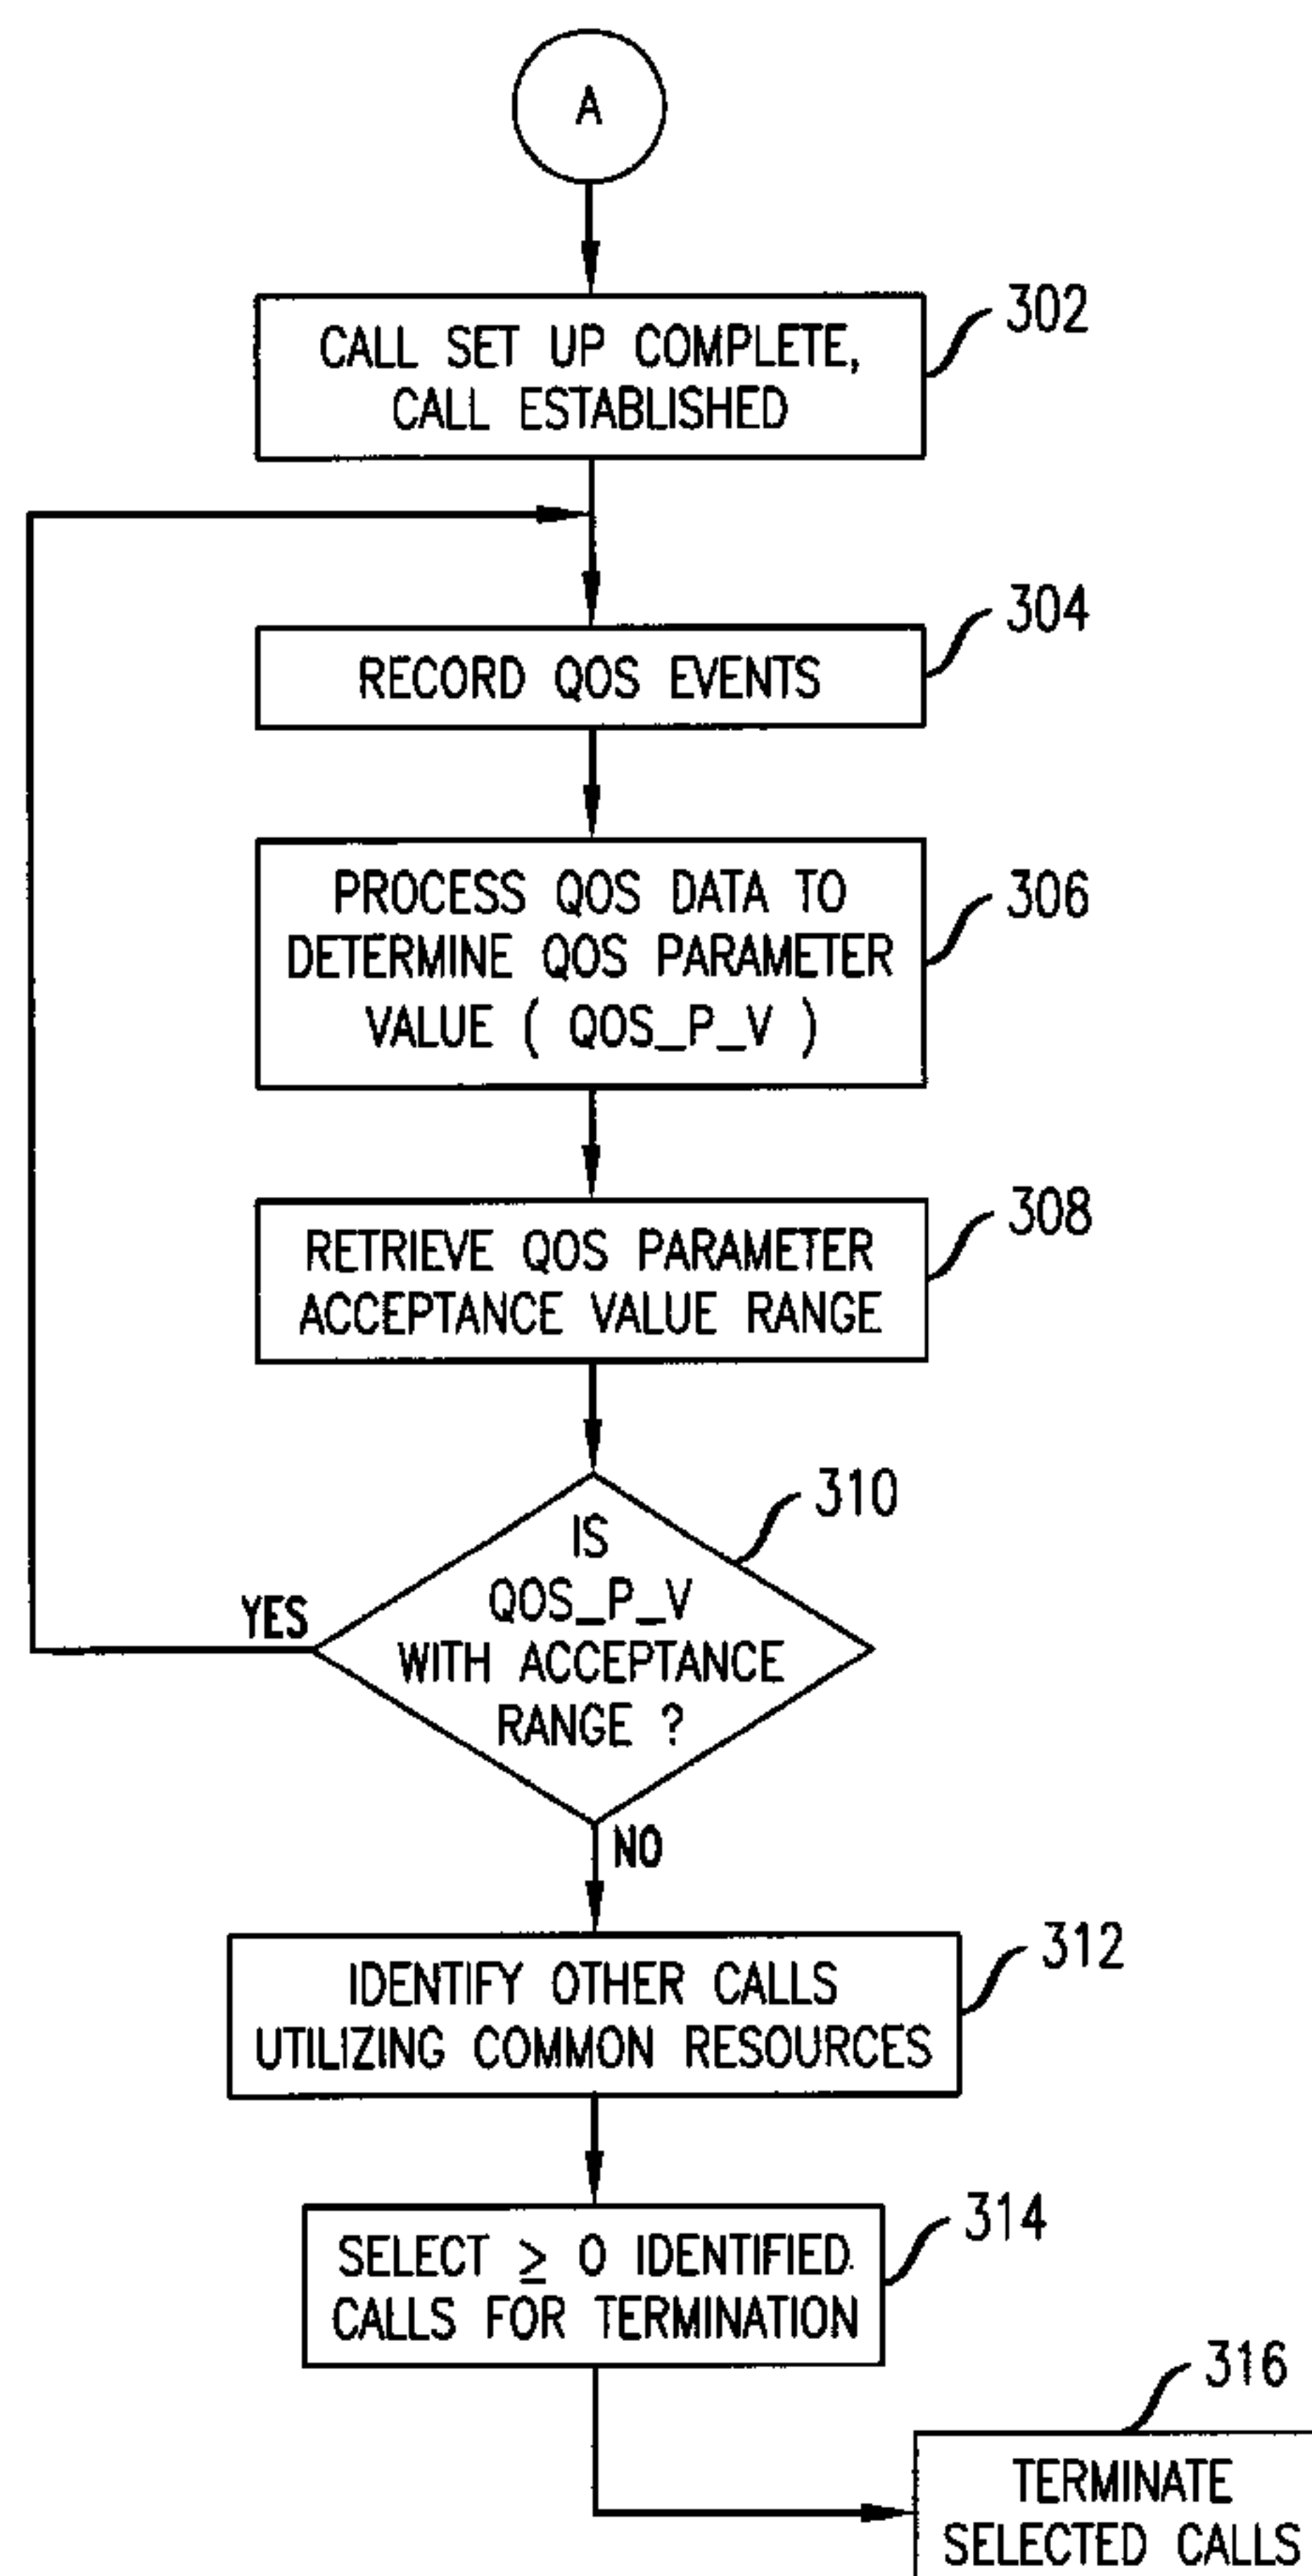 A
CALL SET UP COMPLETE,
CALL ESTABLISHED
302
RECORD QOS EVENTS
304
PROCESS QOS DATA TO
DETERMINE QOS PARAMETER
VALUE ( QOS_P_V )
306
RETRIEVE QOS PARAMETER
ACCEPTANCE VALUE RANGE
308
IS
QOS_P_V
WITH ACCEPTANCE
RANGE ?
310
YES
NO
IDENTIFY OTHER CALLS
UTILIZING COMMON RESOURCES
312
SELECT ≥ 0 IDENTIFIED
CALLS FOR TERMINATION
314
TERMINATE
SELECTED CALLS
316